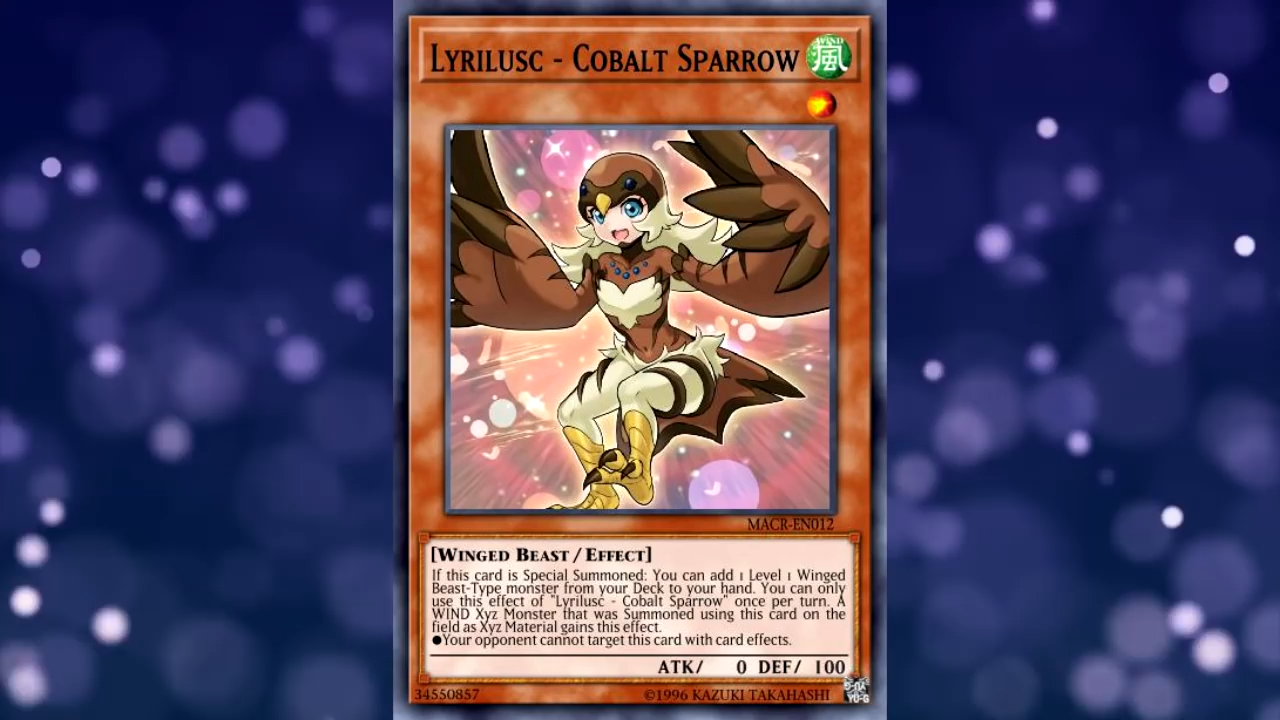 LYRILUSC - COBALT SPARROW
WIND
風
MACR-EN012
[WINGED BEAST / EFFECT]
If this card is Special Summoned: You can add 1 Level 1 Winged
Beast-Type monster from your Deck to your hand. You can only
use this effect of "Lyrilusc - Cobalt Sparrow" once per turn. A
WIND Xyz Monster that was Summoned using this card on the
field as Xyz Material gains this effect.
●Your opponent cannot target this card with card effects.
ATK/ 0 DEF/ 100
34550857 ©1996 KAZUKI TAKAHASHI